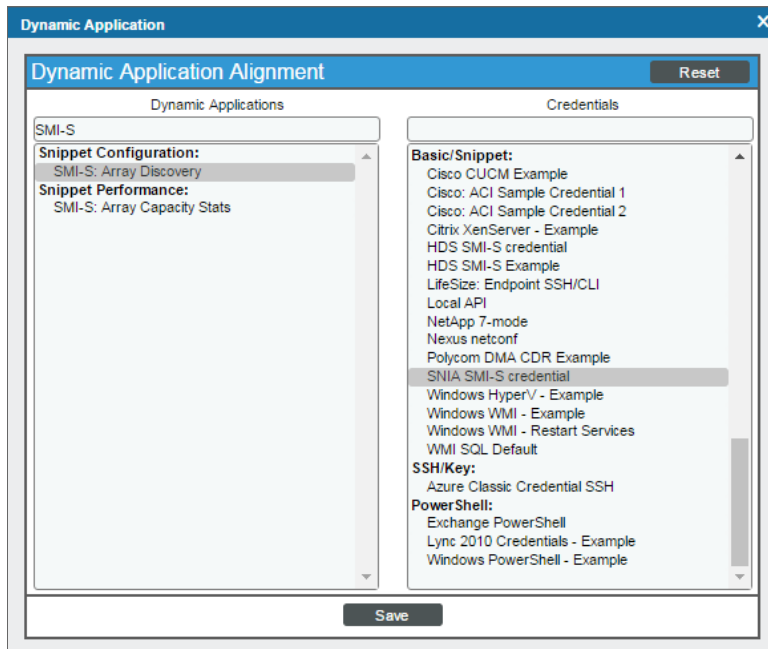 Dynamic Application
Dynamic Application Alignment
Reset
Dynamic Applications
SMI-S
Snippet Configuration:
SMI-S: Array Discovery
Snippet Performance:
SMI-S: Array Capacity Stats
Credentials
Basic/Snippet:
Cisco CUCM Example
Cisco: ACI Sample Credential 1
Cisco: ACI Sample Credential 2
Citrix XenServer - Example
HDS SMI-S credential
HDS SMI-S Example
LifeSize: Endpoint SSH/CLI
Local API
NetApp 7-mode
Nexus netconf
Polycom DMA CDR Example
SNIA SMI-S credential
Windows HyperV - Example
Windows WMI - Example
Windows WMI - Restart Services
WMI SQL Default
SSH/Key:
Azure Classic Credential SSH
PowerShell:
Exchange PowerShell
Lync 2010 Credentials - Example
Windows PowerShell - Example
Save